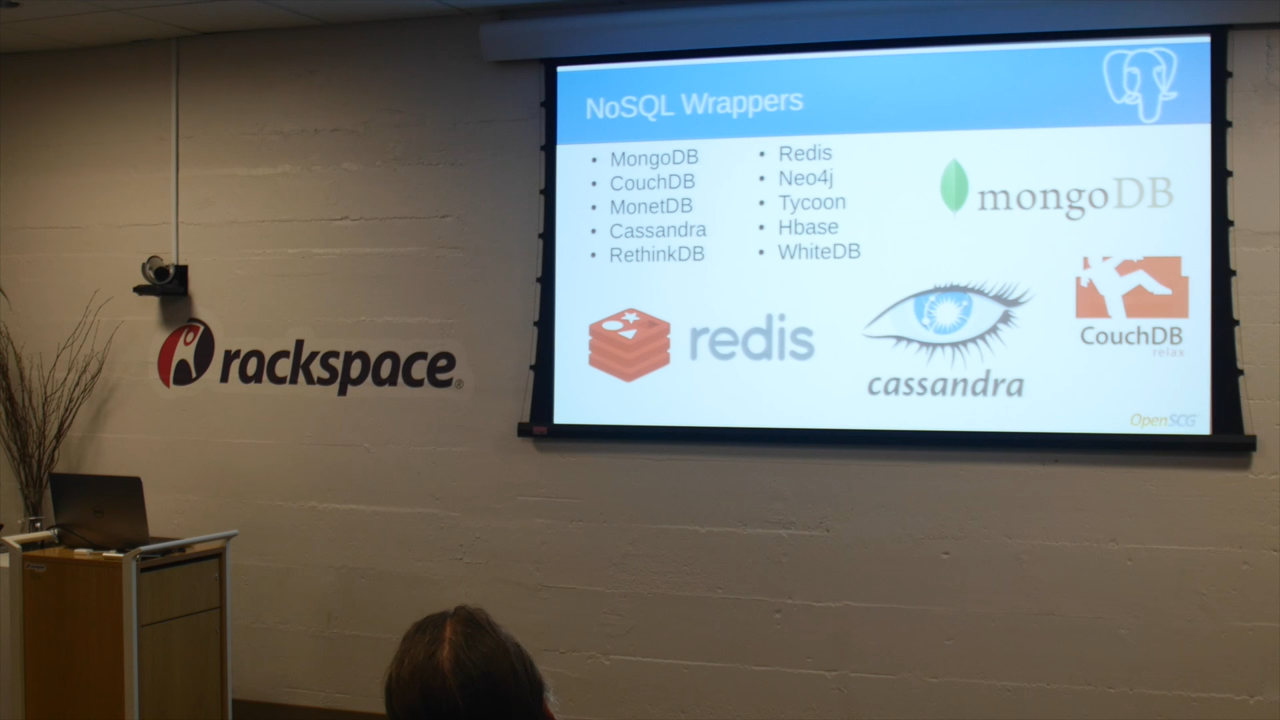 NoSQL Wrappers
• MongoDB
• CouchDB
• MonetDB
• Cassandra
• RethinkDB
• Redis
• Neo4j
• Tycoon
• Hbase
• WhiteDB
mongoDB
redis
cassandra
CouchDB
relax
OpenSCG
rackspace®